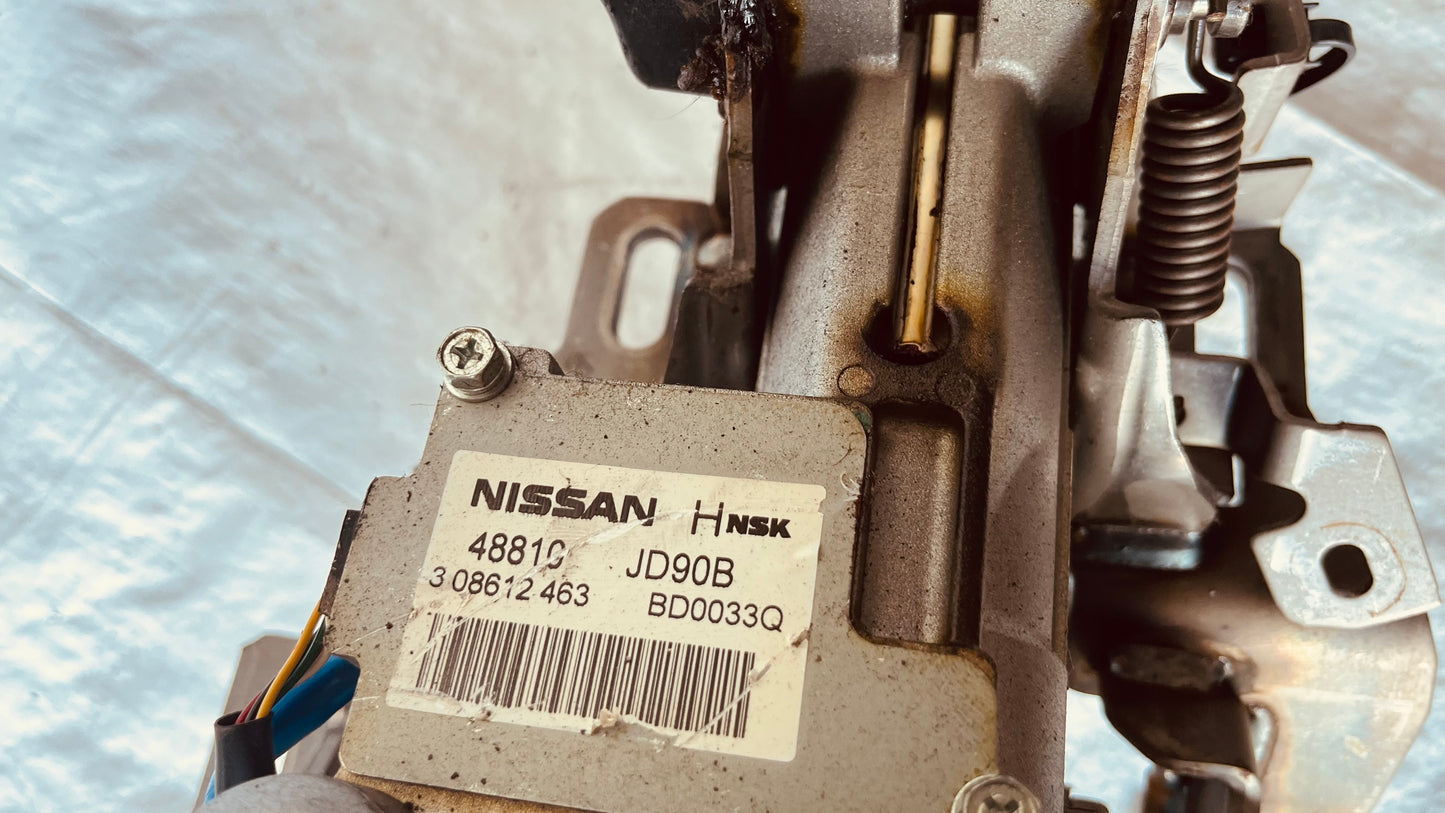 NISSAN NSK
48810 JD90B
3 08612 463 BD0033Q